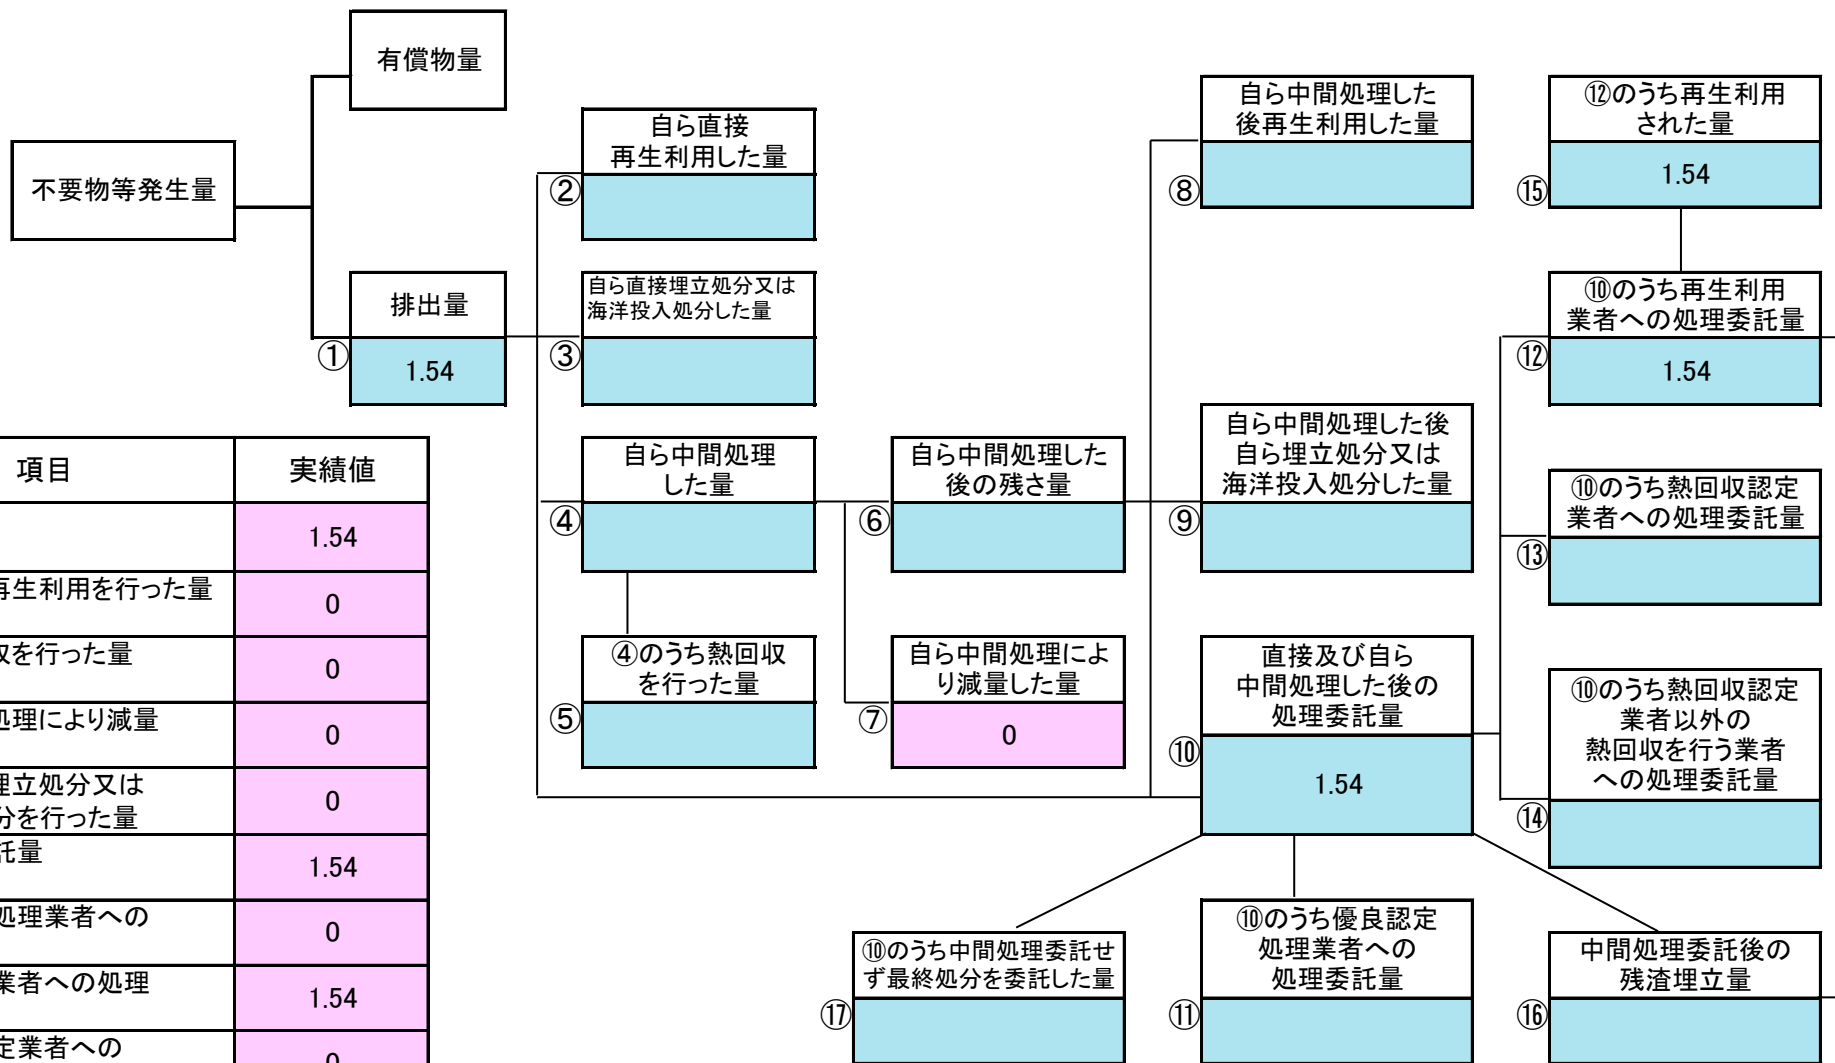 有償物量
不要物等発生量
排出量
①
1.54
自ら直接
再生利用した量
②
自ら直接埋立処分又は
海洋投入処分した量
③
自ら中間処理
した量
④
④のうち熱回収
を行った量
⑤
自ら中間処理した
後の残さ量
⑥
自ら中間処理によ
り減量した量
⑦
0
自ら中間処理した
後再生利用した量
⑧
自ら中間処理した後
自ら埋立処分又は
海洋投入処分した量
⑨
直接及び自ら
中間処理した後の
処理委託量
⑩
1.54
⑫のうち再生利用
された量
⑮
1.54
⑩のうち再生利用
業者への処理委託量
⑫
1.54
⑩のうち熱回収認定
業者への処理委託量
⑬
⑩のうち熱回収認定
業者以外の
熱回収を行う業者
への処理委託量
⑭
⑩のうち中間処理委託せ
ず最終処分を委託した量
⑰
⑩のうち優良認定
処理業者への
処理委託量
⑪
中間処理委託後の
残渣埋立量
⑯
項目 実績値
1.54
再生利用を行った量
0
を行った量
0
処理により減量
0
埋立処分又は
分を行った量
0
託量
1.54
処理業者への
0
業者への処理
1.54
定業者への
0